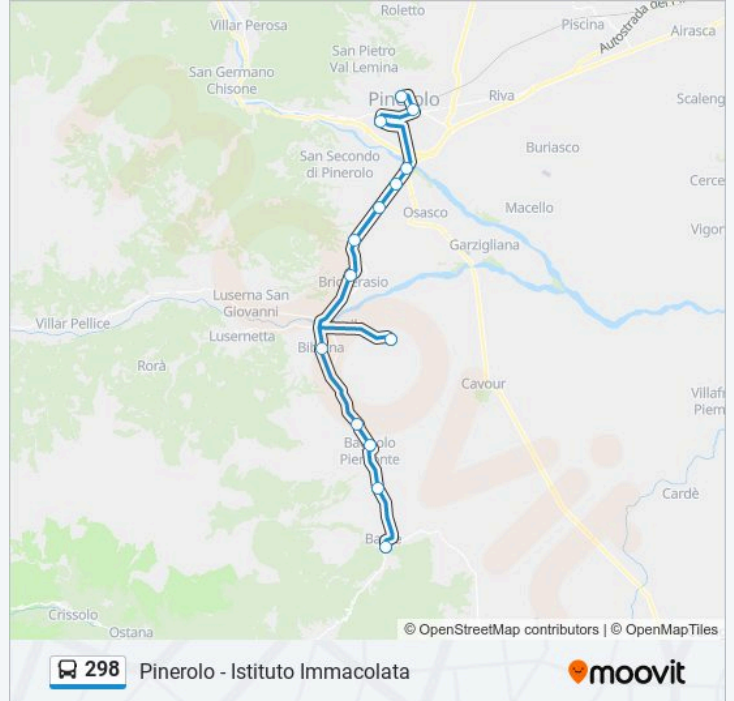 Roletto
Villar Perosa
Piscina
Airasca
San Pietro
Val Lemina
San Germano
Chisone
Riva
Scaleng
Buriasco
San Secondo
di Pinerolo
Cerce
Osasco
Macello
Vigor
Garzigliana
Luserna San
Giovanni
Villar Pellice
Lusernetta
Rorà
Cavour
Villafr
Piem
Cardè
Crissolo
Ostana
© OpenStreetMap contributors | © OpenMapTiles
298 Pinerolo - Istituto Immacolata
moovit